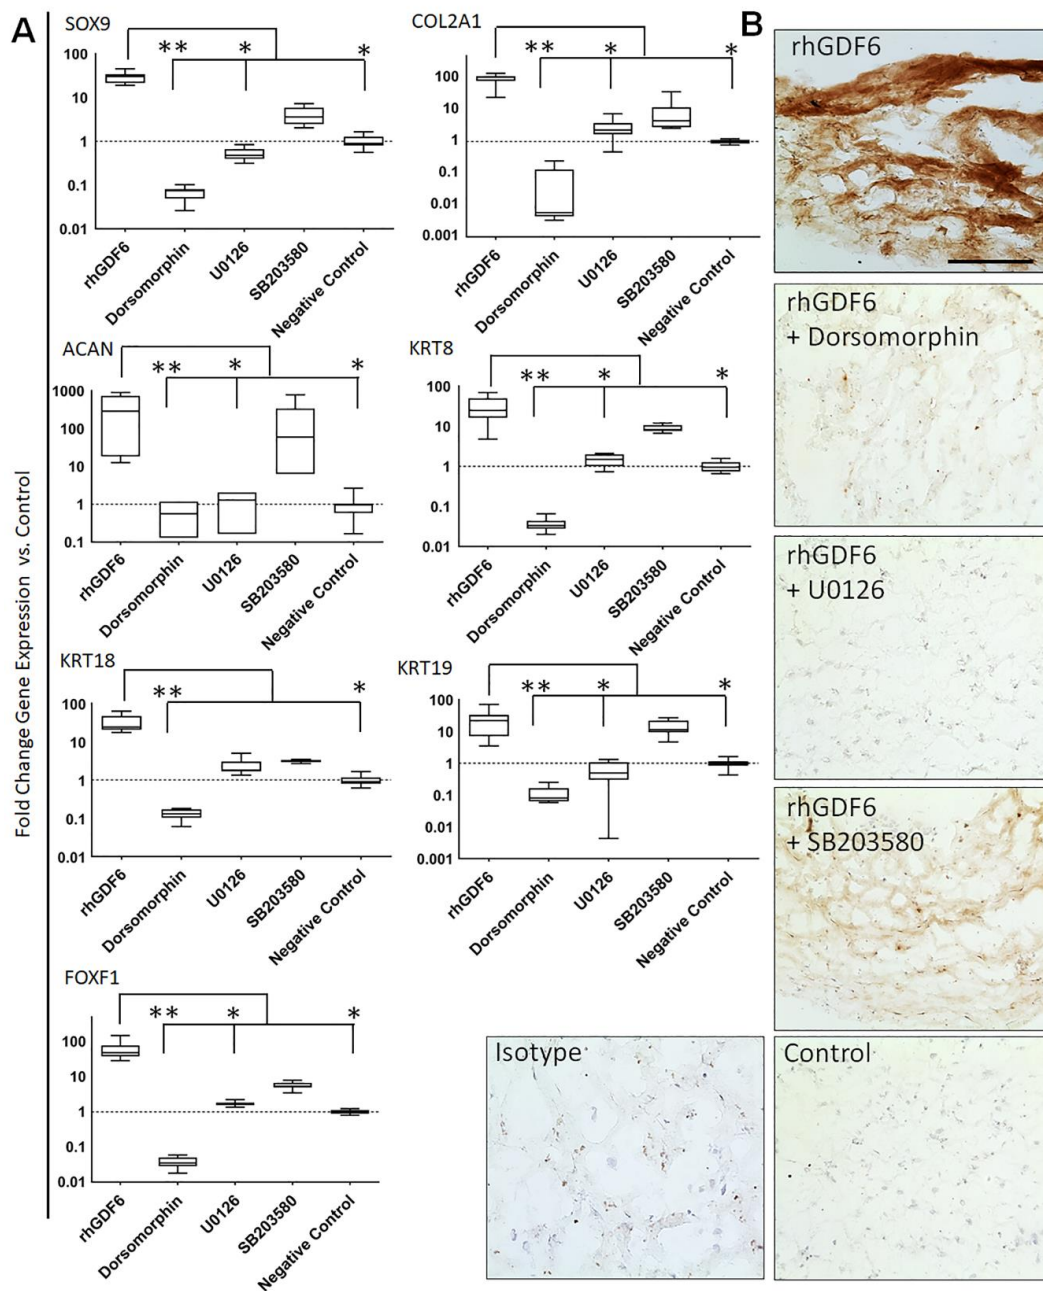 A
B
Fold Change Gene Expression vs. Control
SOX9
** * *
100
10
1
0.1
0.01
rhGDF6
Dorsomorphin
U0126
SB203580
Negative Control
COL2A1
** * *
100
10
1
0.1
0.01
0.001
rhGDF6
Dorsomorphin
U0126
SB203580
Negative Control
ACAN
** * *
1000
100
10
1
0.1
rhGDF6
Dorsomorphin
U0126
SB203580
Negative Control
KRT8
** * *
100
10
1
0.1
0.01
rhGDF6
Dorsomorphin
U0126
SB203580
Negative Control
KRT18
** *
100
10
1
0.1
0.01
rhGDF6
Dorsomorphin
U0126
SB203580
Negative Control
KRT19
** * *
100
10
1
0.1
0.01
0.001
rhGDF6
Dorsomorphin
U0126
SB203580
Negative Control
FOXF1
** * *
100
10
1
0.1
0.01
rhGDF6
Dorsomorphin
U0126
SB203580
Negative Control
rhGDF6
rhGDF6
+ Dorsomorphin
rhGDF6
+ U0126
rhGDF6
+ SB203580
Isotype
Control